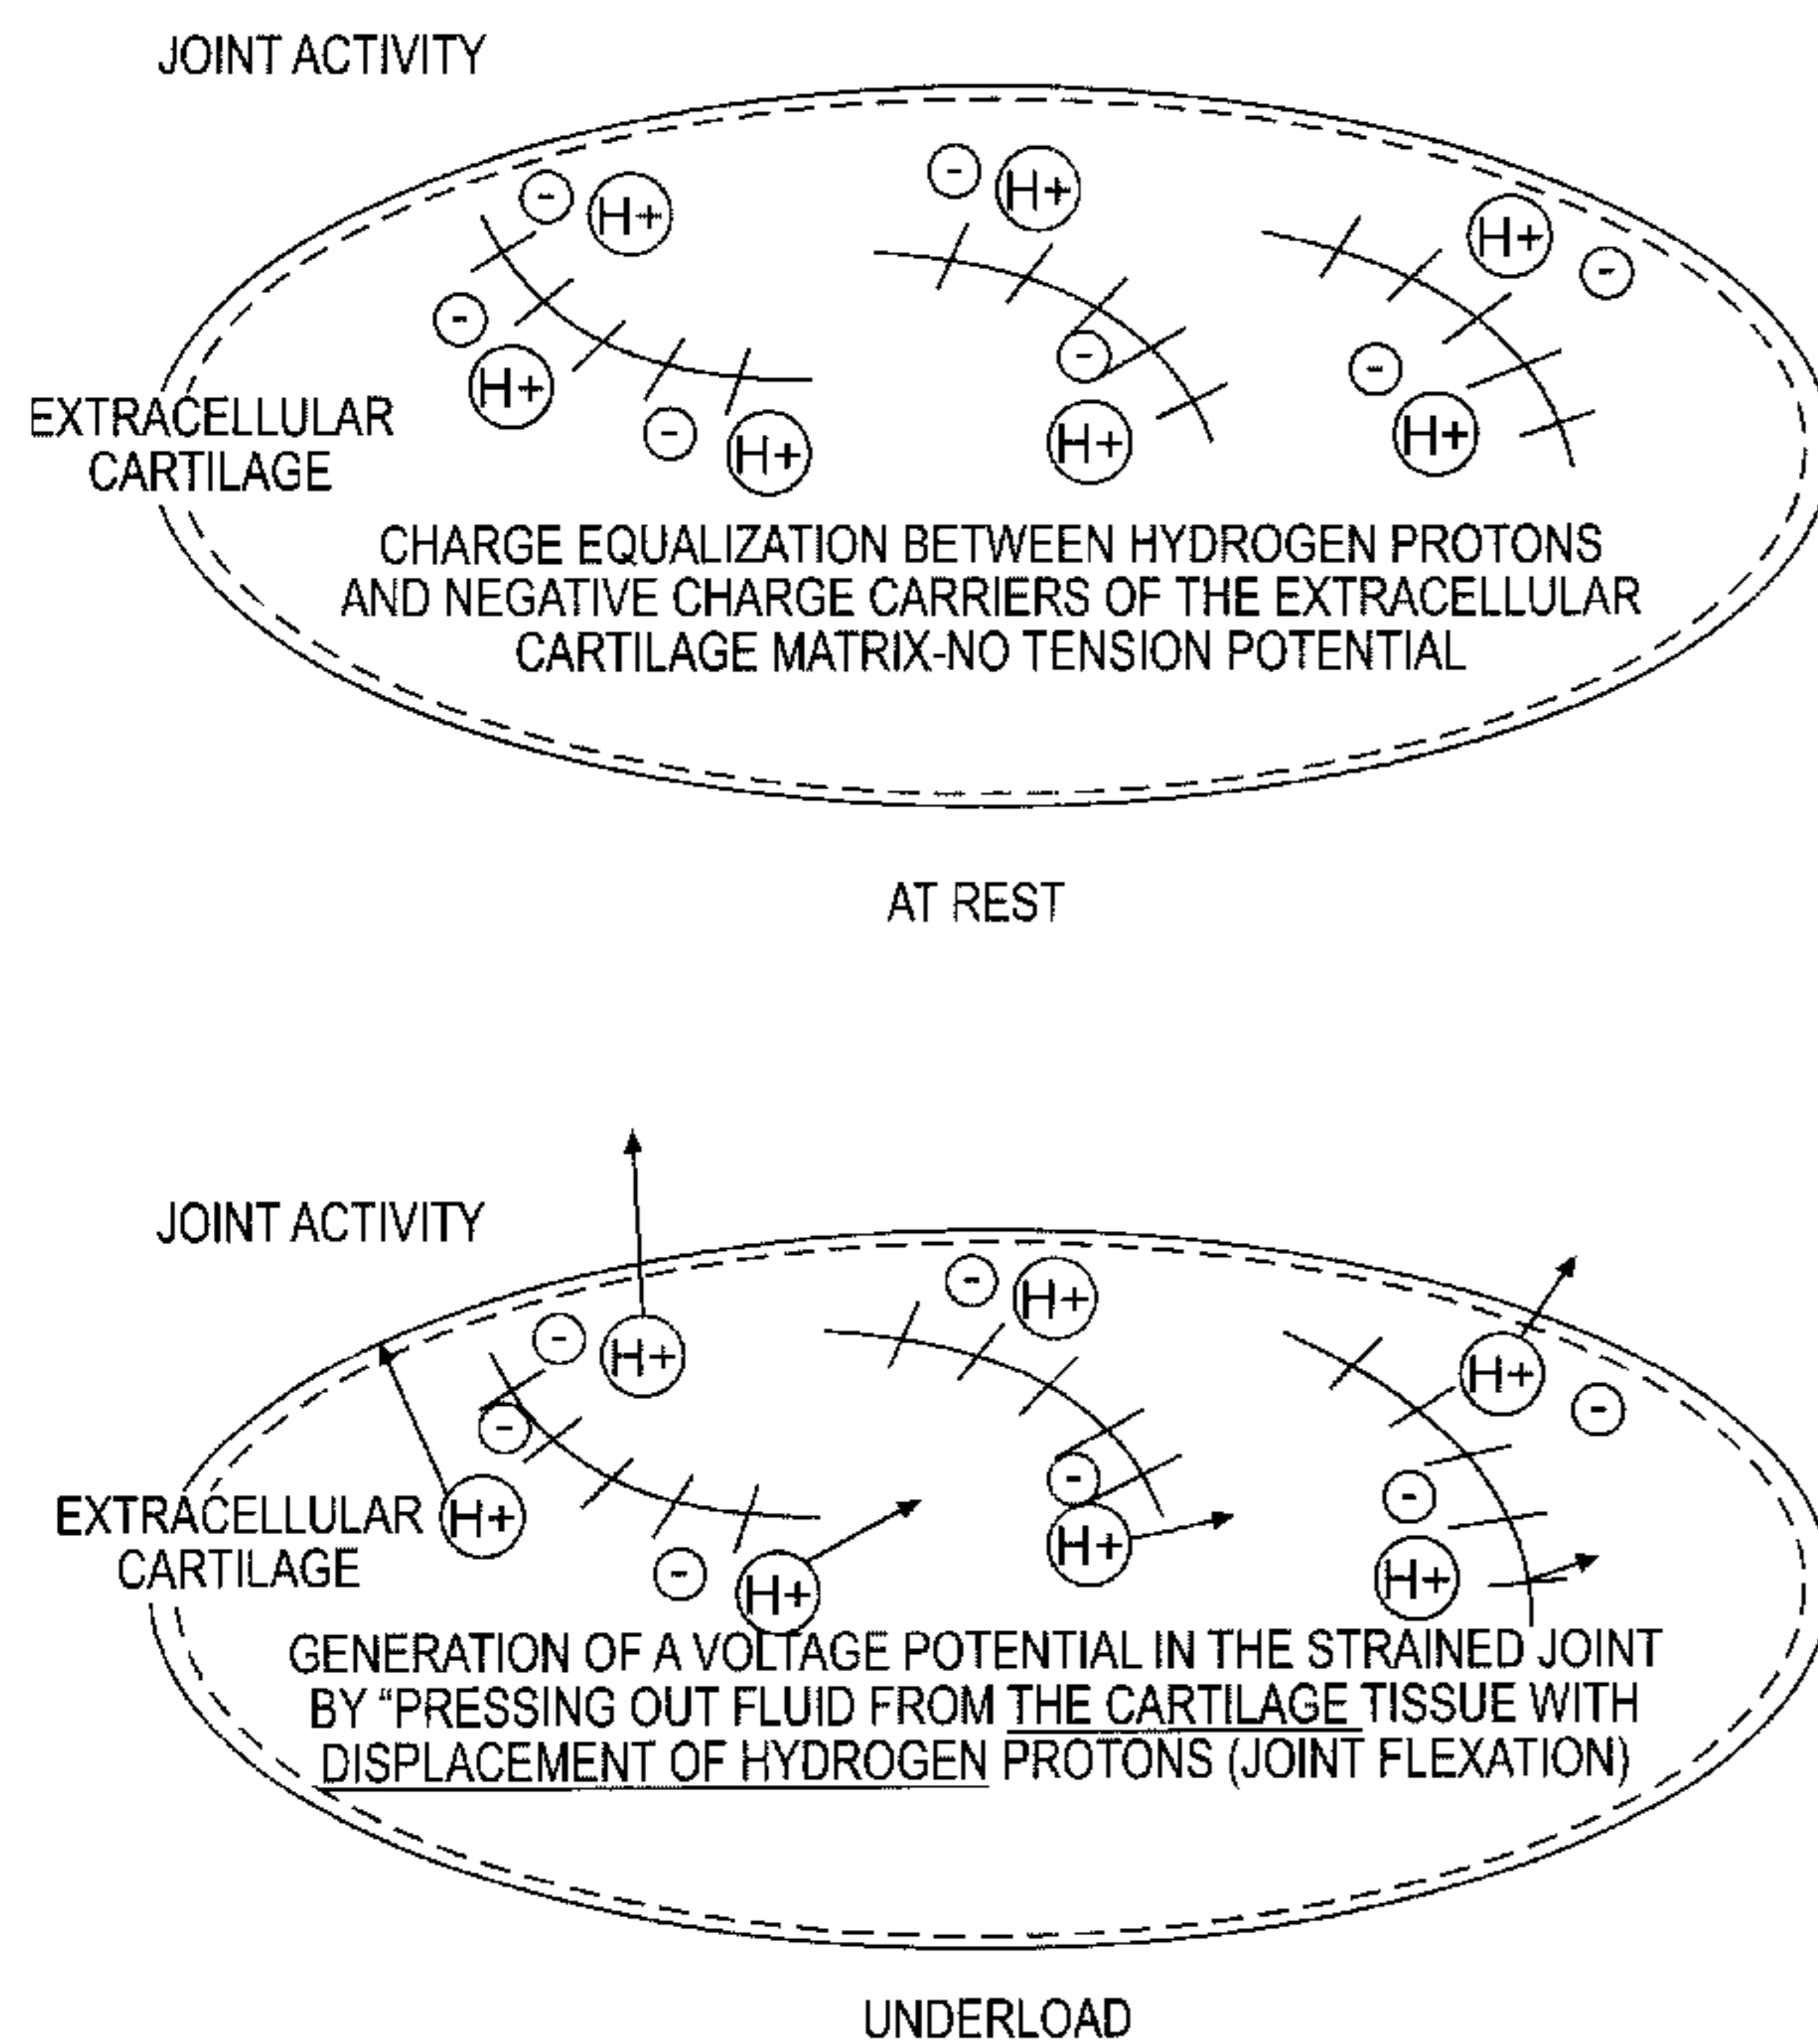 JOINT ACTIVITY
- H+
- H+
H+ -
- H+
- H+
- H+
- H+
EXTRACELLULAR
CARTILAGE
CHARGE EQUALIZATION BETWEEN HYDROGEN PROTONS
AND NEGATIVE CHARGE CARRIERS OF THE EXTRACELLULAR
CARTILAGE MATRIX-NO TENSION POTENTIAL
AT REST
JOINT ACTIVITY
- H+
- H+
H+ -
- H+
- H+
- H+
- H+
EXTRACELLULAR
CARTILAGE
GENERATION OF A VOLTAGE POTENTIAL IN THE STRAINED JOINT
BY “PRESSING OUT FLUID FROM THE CARTILAGE TISSUE WITH
DISPLACEMENT OF HYDROGEN PROTONS (JOINT FLEXATION)
UNDERLOAD